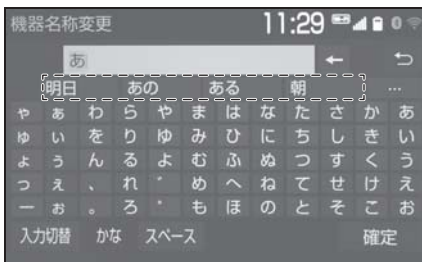 機器名称変更 11:29
あ
明日 あの ある 朝 ...
ゃ ぁ わ ら や ま は な た さ か あ
ゅ ぃ を り ゆ み ひ に ち し き い
ょ ぅ ん る よ む ふ ぬ つ す く う
っ ぇ 、 れ ゛ め へ ね て せ け え
ー ぉ 。 ろ ゜ も ほ の と そ こ お
入力切替 かな スペース 確定